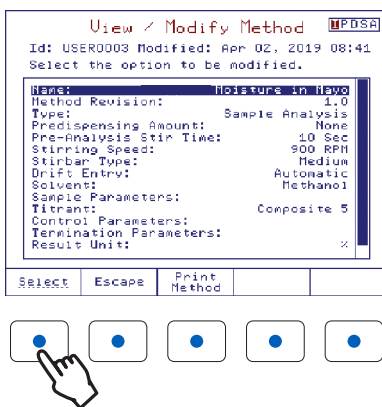 View / Modify Method
IPDSA
Id: USER0003 Modified: Apr 02, 2019 08:41
Select the option to be modified.
Name: Moisture in Mayo
Method Revision: 1.0
Type: Sample Analysis
Predispensing Amount: None
Pre-Analysis Stir Time: 10 Sec
Stirring Speed: 900 RPM
Stirbar Type: Medium
Drift Entry: Automatic
Solvent: Methanol
Sample Parameters:
Titrant: Composite 5
Control Parameters:
Termination Parameters:
Result Unit: %
Select Escape Print
Method